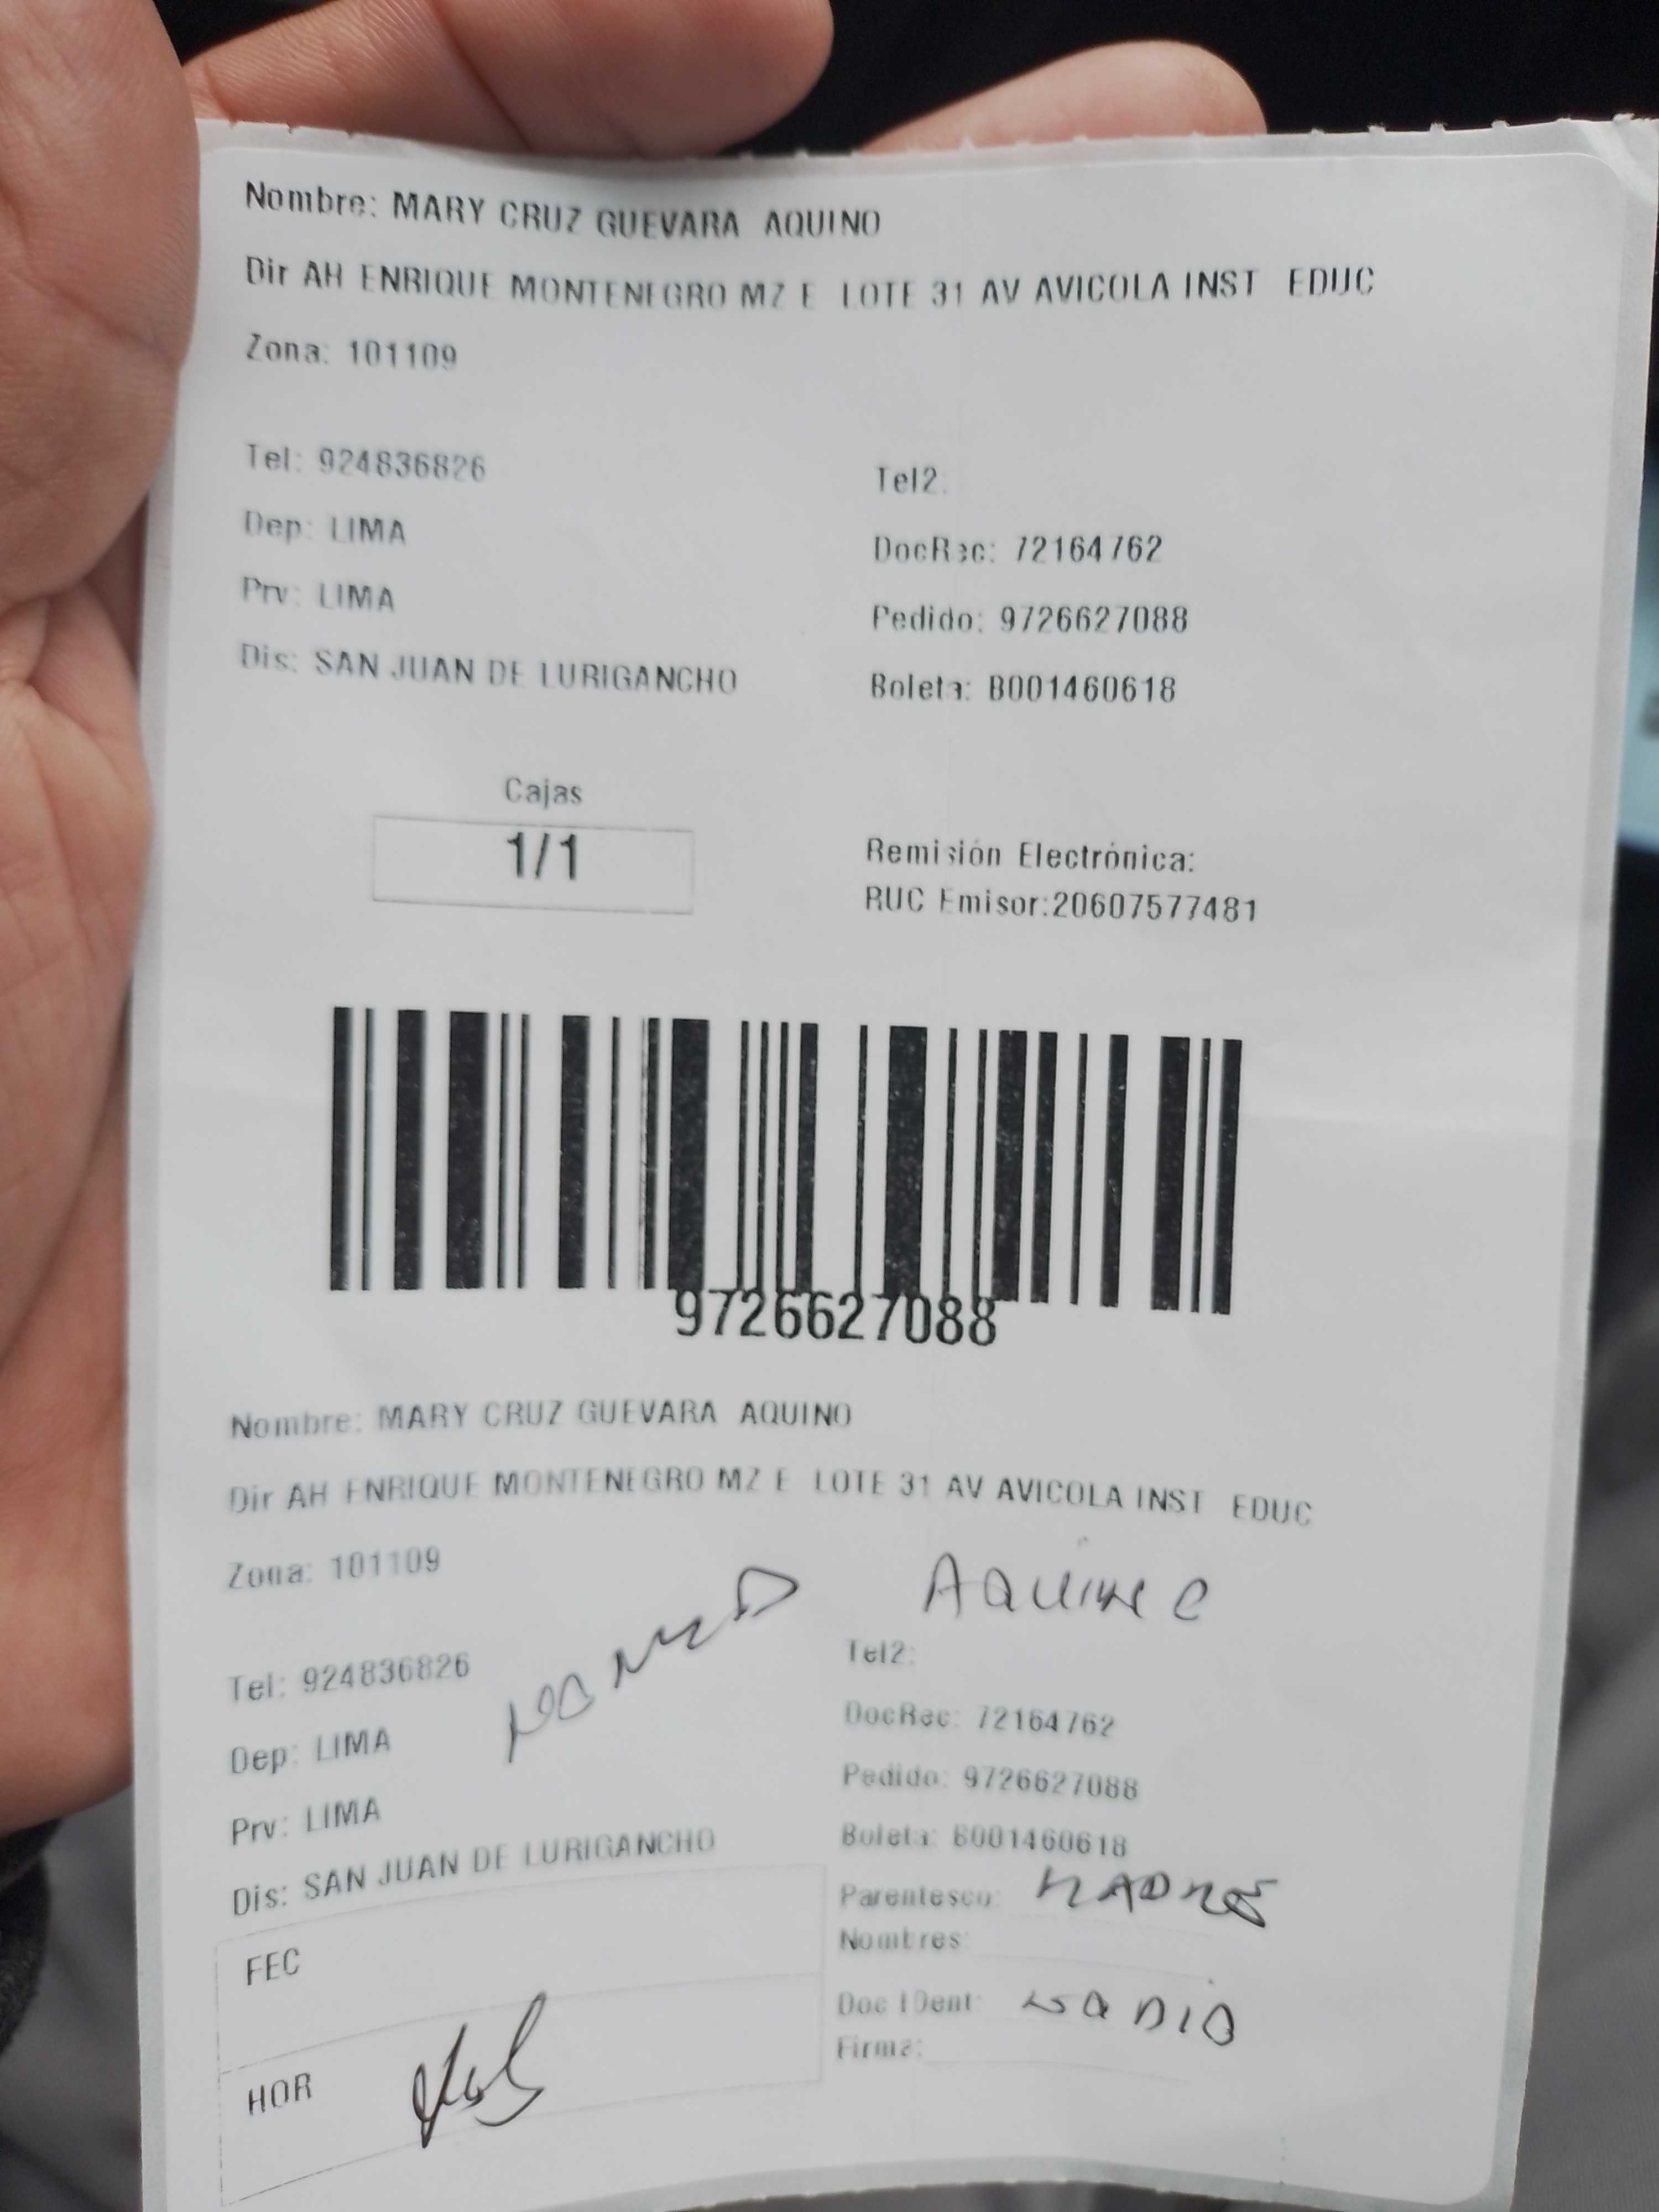 Nombre: MARY CRUZ GUEVARA AQUINO
Dir AH ENRIQUE MONTENEGRO MZ E LOTE 31 AV AVICOLA INST EDUC
Zona: 101109
Tel: 924836826
Tel2:
Dep: LIMA
DocRec: 72164762
Prv: LIMA
Pedido: 9726627088
Dis: SAN JUAN DE LURIGANCHO
Boleta: B001460618
Cajas
1/1
Remisión Electrónica:
RUC Emisor:20607577481
9726627088
Nombre: MARY CRUZ GUEVARA AQUINO
Dir AH ENRIQUE MONTENEGRO MZ E LOTE 31 AV AVICOLA INST EDUC
Zona: 101109
AQUINO
Tel: 924836826
Tel2:
Dep: LIMA
DocRec: 72164762
Prv: LIMA
Pedido: 9726627088
Dis: SAN JUAN DE LURIGANCHO
Boleta: B001460618
Parentesco: MADRE
Nombres:
FEC
Doc IDent:
Firma:
HOR